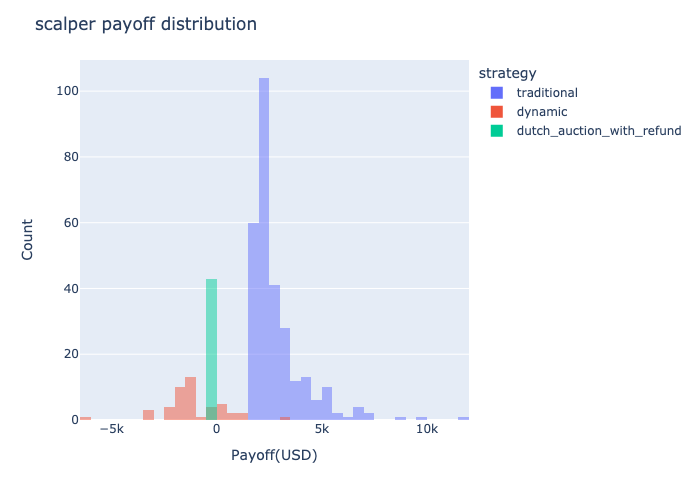 scalper payoff distribution
strategy
traditional
dynamic
dutch_auction_with_refund
100
80
60
40
20
0
Count
−5k 0 5k 10k
Payoff(USD)